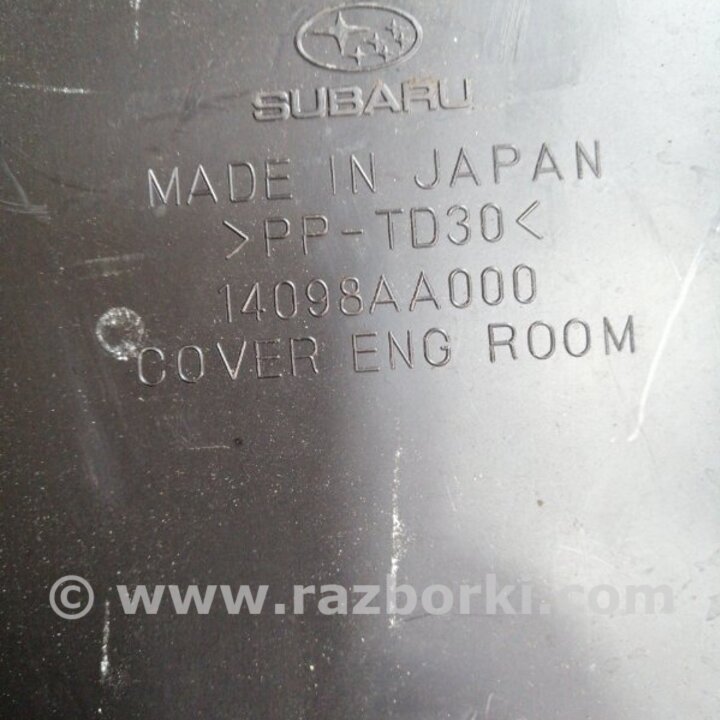 SUBARU
MADE IN JAPAN
>PP-TD30<
14098AA000
COVER ENG ROOM
© www.razborki.com